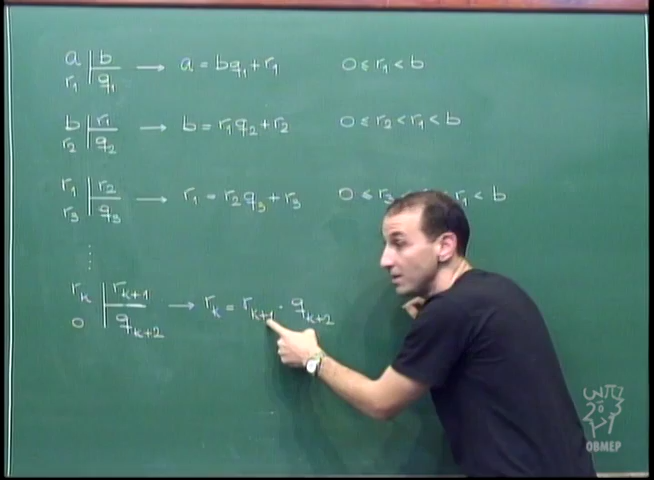 a | b → a = bq₁ + r₁ 0 ≤ r₁ < b
r₁ | q₁
b | r₁ → b = r₁q₂ + r₂ 0 ≤ r₂ < r₁ < b
r₂ | q₂
r₁ | r₂ → r₁ = r₂q₃ + r₃ 0 ≤ r₃ < r₁ < b
r₃ | q₃
⋮
rₖ | rₖ₊₁ → rₖ = rₖ₊₁ · qₖ₊₂
0 | qₖ₊₂
OBMEP